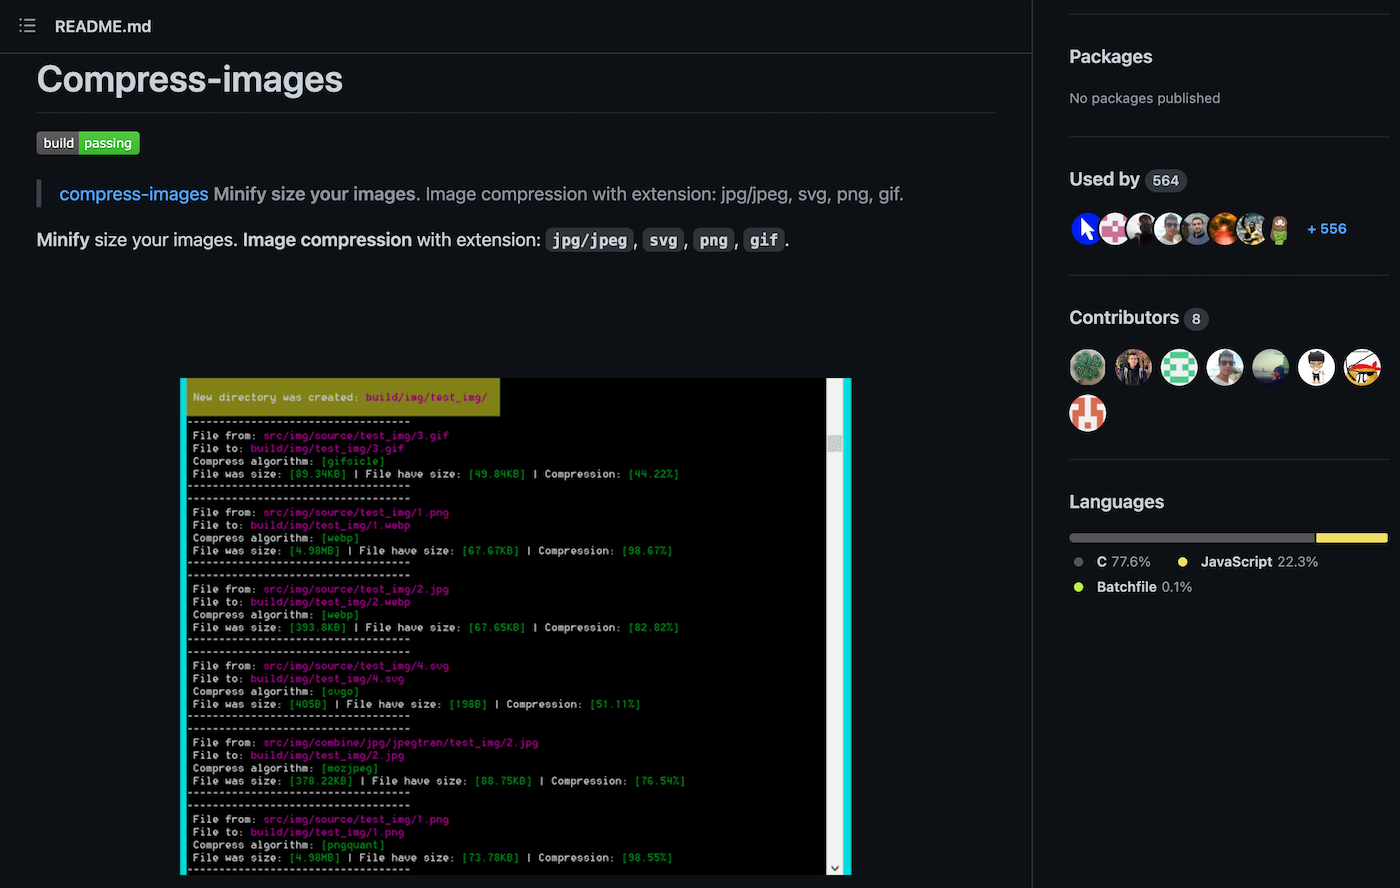 README.md
Compress-images
build passing
compress-images Minify size your images. Image compression with extension: jpg/jpeg, svg, png, gif.
Minify size your images. Image compression with extension: jpg/jpeg, svg, png, gif.
New directory was created: build/img/test_img/
-----------------------------------
File from: src/img/source/test_img/3.gif
File to: build/img/test_img/3.gif
Compress algorithm: [gifsicle]
File was size: [89.34KB] | File have size: [49.84KB] | Compression: [44.22%]
-----------------------------------
-----------------------------------
File from: src/img/source/test_img/1.png
File to: build/img/test_img/1.webp
Compress algorithm: [webp]
File was size: [4.98MB] | File have size: [67.67KB] | Compression: [98.67%]
-----------------------------------
-----------------------------------
File from: src/img/source/test_img/2.jpg
File to: build/img/test_img/2.webp
Compress algorithm: [webp]
File was size: [393.8KB] | File have size: [67.65KB] | Compression: [82.82%]
-----------------------------------
-----------------------------------
File from: src/img/source/test_img/4.svg
File to: build/img/test_img/4.svg
Compress algorithm: [svgo]
File was size: [405B] | File have size: [198B] | Compression: [51.11%]
-----------------------------------
-----------------------------------
File from: src/img/combine/jpg/jpegtran/test_img/2.jpg
File to: build/img/test_img/2.jpg
Compress algorithm: [mozjpeg]
File was size: [378.22KB] | File have size: [88.75KB] | Compression: [76.54%]
-----------------------------------
-----------------------------------
File from: src/img/source/test_img/1.png
File to: build/img/test_img/1.png
Compress algorithm: [pngquant]
File was size: [4.98MB] | File have size: [73.78KB] | Compression: [98.55%]
-----------------------------------
Packages
No packages published
Used by 564
+ 556
Contributors 8
Languages
C 77.6% JavaScript 22.3%
Batchfile 0.1%